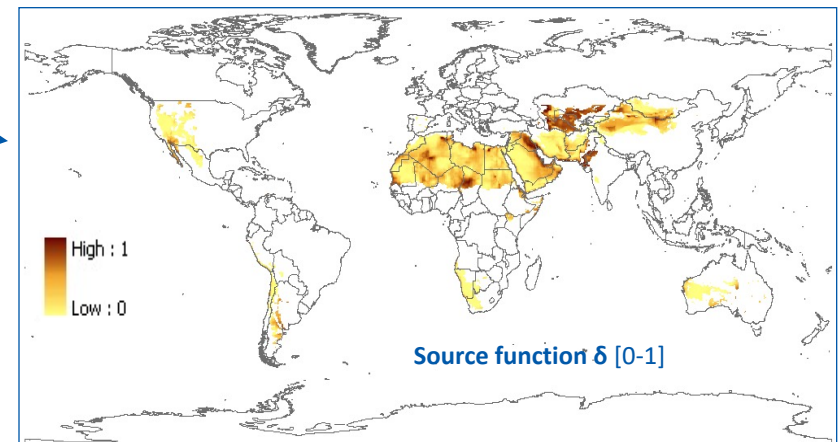 High : 1
Low : 0
Source function δ [0-1]